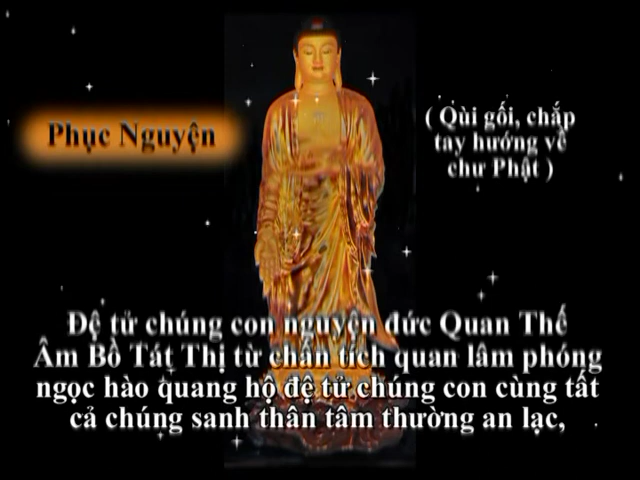 Phục Nguyện
( Qùi gối, chắp
tay hướng về
chư Phật )
Đệ tử chúng con nguyện đức Quan Thế
Âm Bồ Tát Thị từ chấn tích quan lâm phóng
ngọc hào quang hộ đệ tử chúng con cùng tất
cả chúng sanh thân tâm thường an lạc,